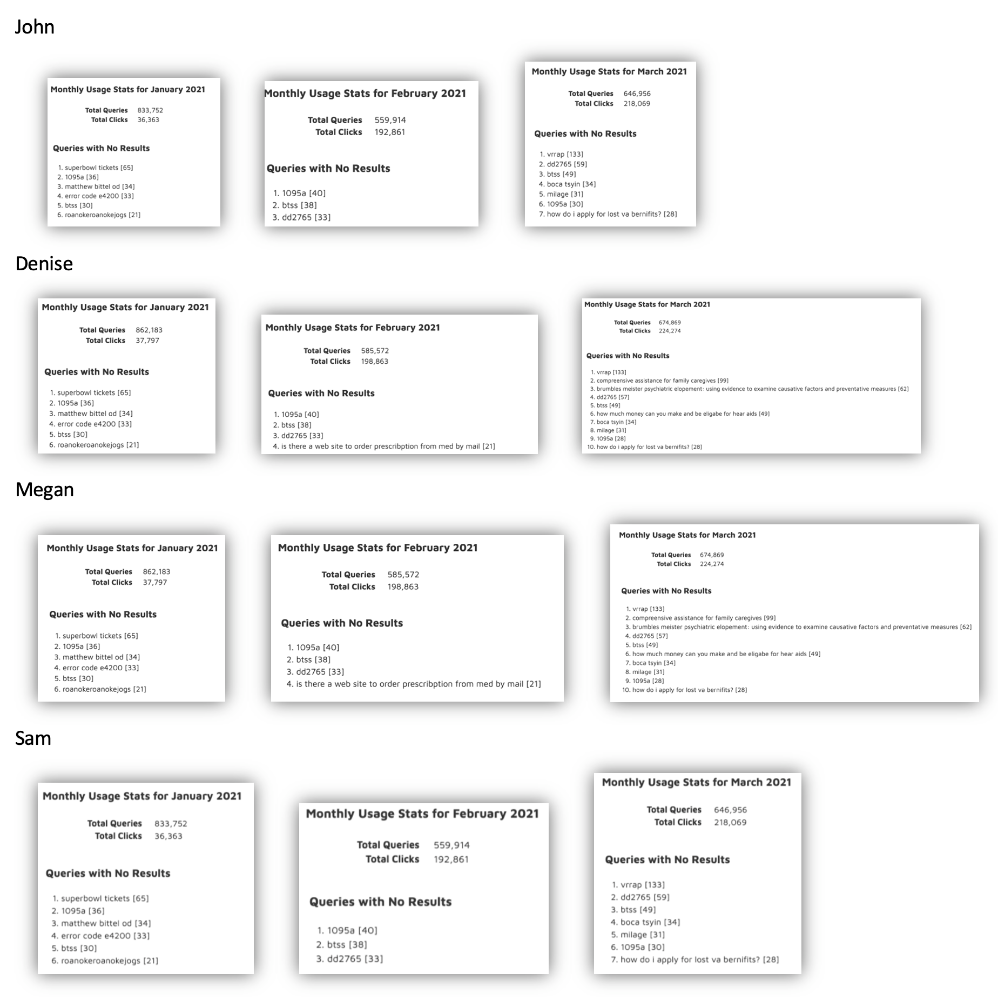 John
Monthly Usage Stats for January 2021
Total Queries 833,752
Total Clicks 36,363
Queries with No Results
1. superbowl tickets [65]
2. 1095a [36]
3. matthew bittel od [34]
4. error code e4200 [33]
5. btss [30]
6. roanokeroanokejogs [21]
Monthly Usage Stats for February 2021
Total Queries 559,914
Total Clicks 192,861
Queries with No Results
1. 1095a [40]
2. btss [38]
3. dd2765 [33]
Monthly Usage Stats for March 2021
Total Queries 646,956
Total Clicks 218,069
Queries with No Results
1. vrrap [133]
2. dd2765 [59]
3. btss [49]
4. boca tsyin [34]
5. milage [31]
6. 1095a [30]
7. how do i apply for lost va bernifits? [28]
Denise
Monthly Usage Stats for January 2021
Total Queries 862,183
Total Clicks 37,797
Queries with No Results
1. superbowl tickets [65]
2. 1095a [36]
3. matthew bittel od [34]
4. error code e4200 [33]
5. btss [30]
6. roanokeroanokejogs [21]
Monthly Usage Stats for February 2021
Total Queries 585,572
Total Clicks 198,863
Queries with No Results
1. 1095a [40]
2. btss [38]
3. dd2765 [33]
4. is there a web site to order prescribption from med by mail [21]
Monthly Usage Stats for March 2021
Total Queries 674,869
Total Clicks 224,274
Queries with No Results
1. vrrap [133]
2. compreensive assistance for family caregives [99]
3. brumbles meister psychiatric elopement: using evidence to examine causative factors and preventative measures [62]
4. dd2765 [57]
5. btss [49]
6. how much money can you make and be eligabe for hear aids [49]
7. boca tsyin [34]
8. milage [31]
9. 1095a [28]
10. how do i apply for lost va bernifits? [28]
Megan
Monthly Usage Stats for January 2021
Total Queries 862,183
Total Clicks 37,797
Queries with No Results
1. superbowl tickets [65]
2. 1095a [36]
3. matthew bittel od [34]
4. error code e4200 [33]
5. btss [30]
6. roanokeroanokejogs [21]
Monthly Usage Stats for February 2021
Total Queries 585,572
Total Clicks 198,863
Queries with No Results
1. 1095a [40]
2. btss [38]
3. dd2765 [33]
4. is there a web site to order prescribption from med by mail [21]
Monthly Usage Stats for March 2021
Total Queries 674,869
Total Clicks 224,274
Queries with No Results
1. vrrap [133]
2. compreensive assistance for family caregives [99]
3. brumbles meister psychiatric elopement: using evidence to examine causative factors and preventative measures [62]
4. dd2765 [57]
5. btss [49]
6. how much money can you make and be eligabe for hear aids [49]
7. boca tsyin [34]
8. milage [31]
9. 1095a [28]
10. how do i apply for lost va bernifits? [28]
Sam
Monthly Usage Stats for January 2021
Total Queries 833,752
Total Clicks 36,363
Queries with No Results
1. superbowl tickets [65]
2. 1095a [36]
3. matthew bittel od [34]
4. error code e4200 [33]
5. btss [30]
6. roanokeroanokejogs [21]
Monthly Usage Stats for February 2021
Total Queries 559,914
Total Clicks 192,861
Queries with No Results
1. 1095a [40]
2. btss [38]
3. dd2765 [33]
Monthly Usage Stats for March 2021
Total Queries 646,956
Total Clicks 218,069
Queries with No Results
1. vrrap [133]
2. dd2765 [59]
3. btss [49]
4. boca tsyin [34]
5. milage [31]
6. 1095a [30]
7. how do i apply for lost va bernifits? [28]